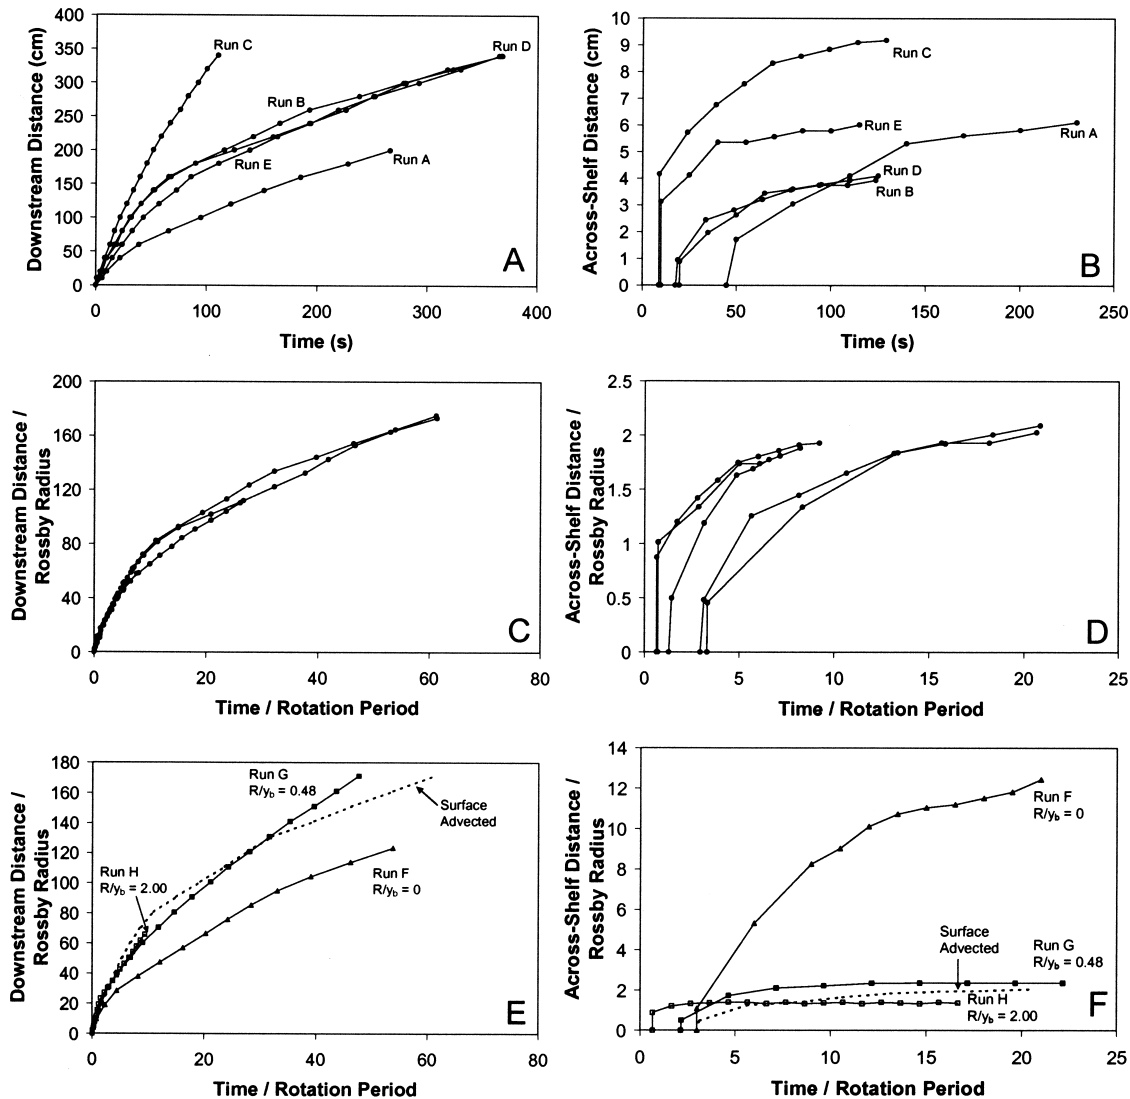 400
350
300
250
200
150
100
50
0
Downstream Distance (cm)
Run C
Run D
Run B
Run E
Run A
A
0 100 200 300 400
Time (s)
10
9
8
7
6
5
4
3
2
1
0
Across-Shelf Distance (cm)
Run C
Run E
Run A
Run D
Run B
B
0 50 100 150 200 250
Time (s)
200
160
120
80
40
0
Downstream Distance /
Rossby Radius
C
0 20 40 60 80
Time / Rotation Period
2.5
2
1.5
1
0.5
0
Across-Shelf Distance /
Rossby Radius
D
0 5 10 15 20 25
Time / Rotation Period
180
160
140
120
100
80
60
40
20
0
Downstream Distance /
Rossby Radius
Run G
R/yb = 0.48
Surface
Advected
Run H
R/yb = 2.00
Run F
R/yb = 0
E
0 20 40 60 80
Time / Rotation Period
14
12
10
8
6
4
2
0
Across-Shelf Distance /
Rossby Radius
Run F
R/yb = 0
Surface
Advected
Run G
R/yb = 0.48
Run H
R/yb = 2.00
F
0 5 10 15 20 25
Time / Rotation Period